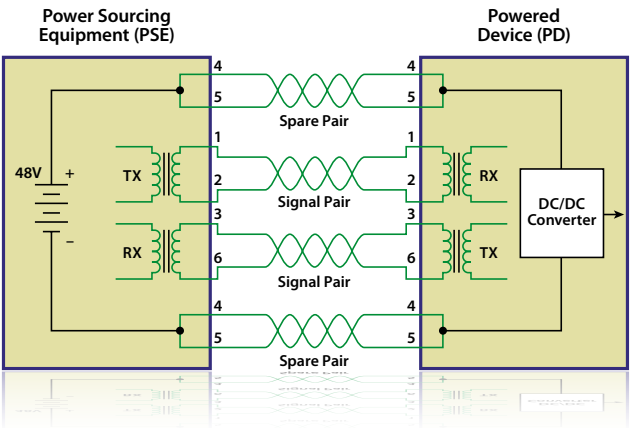 Power Sourcing
Equipment (PSE)
Powered
Device (PD)
4
4
5
5
Spare Pair
1
1
48V
+
TX
RX
2
2
Signal Pair
DC/DC
Converter
3
3
–
RX
TX
6
6
Signal Pair
4
4
5
5
Spare Pair